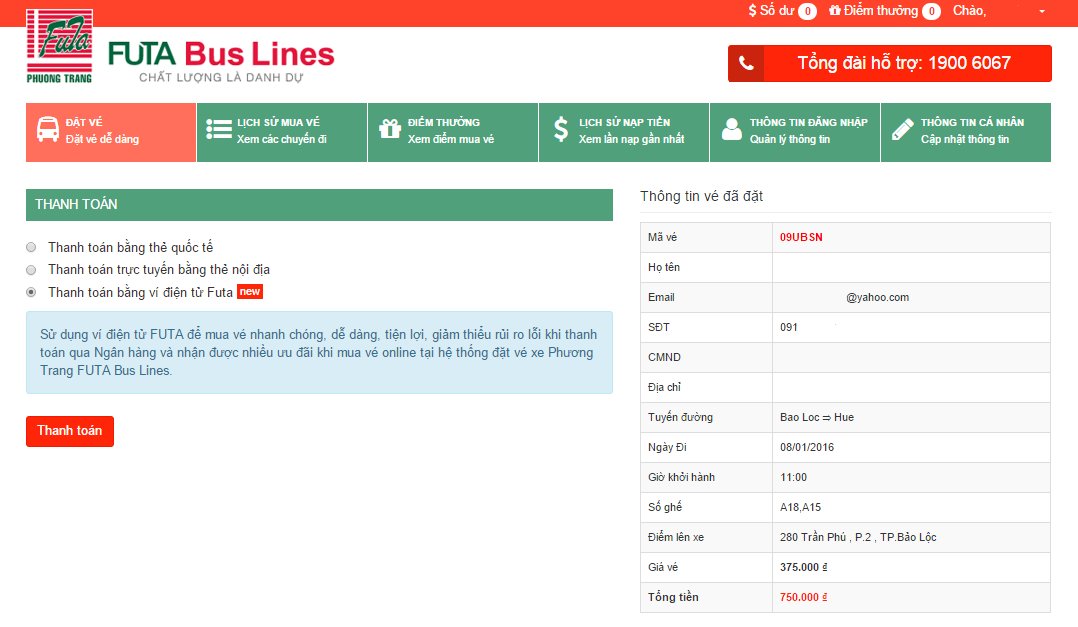 $ Số dư 0 Điểm thưởng 0 Chào,
FUTA
PHUONG TRANG
FUTA Bus Lines
CHẤT LƯỢNG LÀ DANH DỰ
Tổng đài hỗ trợ: 1900 6067
ĐẶT VÉ
Đặt vé dễ dàng
LỊCH SỬ MUA VÉ
Xem các chuyến đi
ĐIỂM THƯỞNG
Xem điểm mua vé
LỊCH SỬ NẠP TIỀN
Xem lần nạp gần nhất
THÔNG TIN ĐĂNG NHẬP
Quản lý thông tin
THÔNG TIN CÁ NHÂN
Cập nhật thông tin
THANH TOÁN
Thanh toán bằng thẻ quốc tế
Thanh toán trực tuyến bằng thẻ nội địa
Thanh toán bằng ví điện tử Futa new
Sử dụng ví điện tử FUTA để mua vé nhanh chóng, dễ dàng, tiện lợi, giảm thiểu rủi ro lỗi khi thanh
toán qua Ngân hàng và nhận được nhiều ưu đãi khi mua vé online tại hệ thống đặt vé xe Phương
Trang FUTA Bus Lines.
Thanh toán
Thông tin vé đã đặt
Mã vé 09UBSN
Họ tên
Email @yahoo.com
SĐT 091
CMND
Địa chỉ
Tuyến đường Bao Loc ⇒ Hue
Ngày Đi 08/01/2016
Giờ khởi hành 11:00
Số ghế A18,A15
Điểm lên xe 280 Trần Phú , P.2 , TP.Bảo Lộc
Giá vé 375.000 ₫
Tổng tiền 750.000 ₫